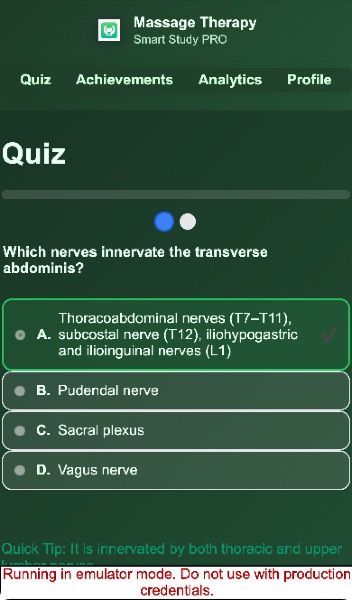 Massage Therapy
Smart Study PRO
Quiz Achievements Analytics Profile
Quiz
Which nerves innervate the transverse
abdominis?
A. Thoracoabdominal nerves (T7–T11),
subcostal nerve (T12), iliohypogastric
and ilioinguinal nerves (L1)
B. Pudendal nerve
C. Sacral plexus
D. Vagus nerve
Quick Tip: It is innervated by both thoracic and upper
lumbar nerves.
Running in emulator mode. Do not use with production
credentials.